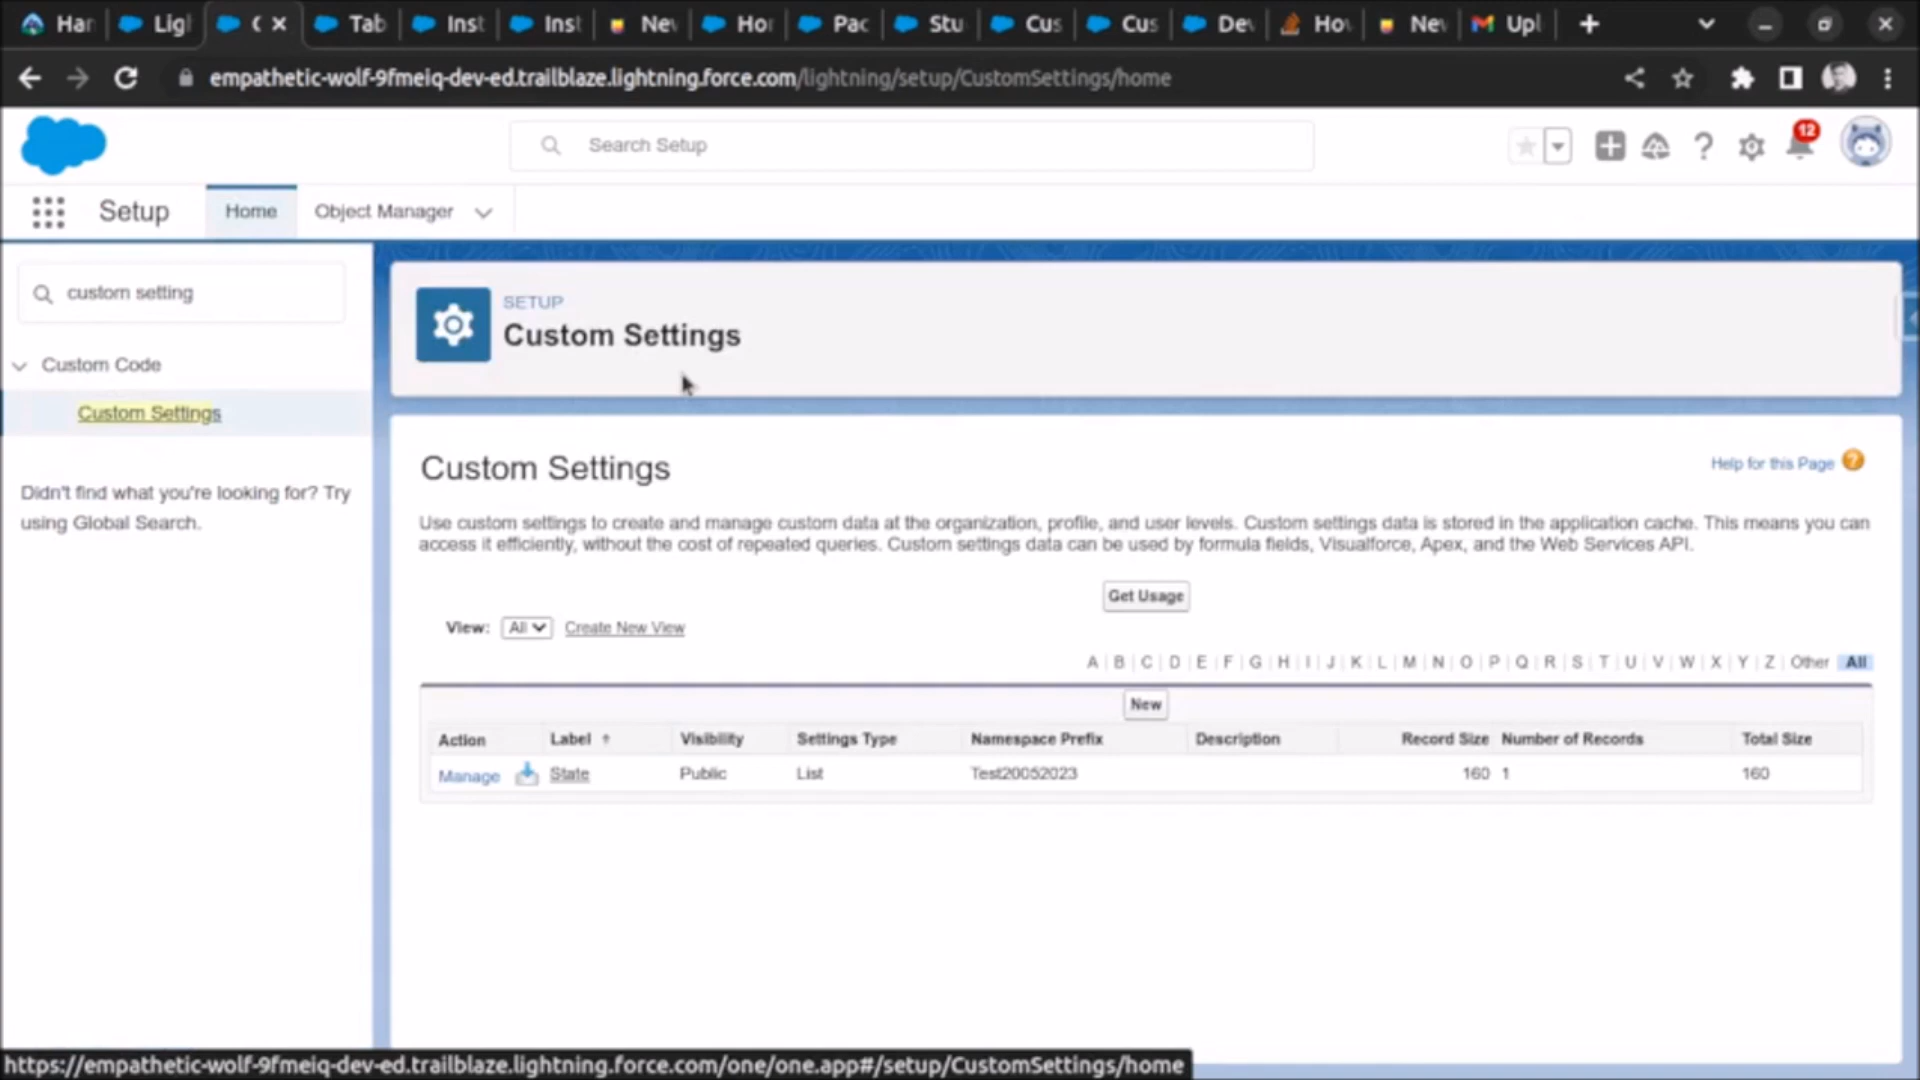 Har
Ligh
C
Tab
Inst
Inst
Nev
Hor
Pac
Stu
Cus
Cus
Dev
Hov
Nev
Upl
empathetic-wolf-9fmeiq-dev-ed.trailblaze.lightning.force.com/lightning/setup/CustomSettings/home
Search Setup
12
Setup
Home
Object Manager
custom setting
Custom Code
Custom Settings
Didn't find what you're looking for? Try
using Global Search.
SETUP
Custom Settings
Custom Settings
Help for this Page
Use custom settings to create and manage custom data at the organization, profile, and user levels. Custom settings data is stored in the application cache. This means you can
access it efficiently, without the cost of repeated queries. Custom settings data can be used by formula fields, Visualforce, Apex, and the Web Services API.
Get Usage
View: All Create New View
A | B | C | D | E | F | G | H | I | J | K | L | M | N | O | P | Q | R | S | T | U | V | W | X | Y | Z | Other All
New
Action Label ↑ Visibility Settings Type Namespace Prefix Description Record Size Number of Records Total Size
Manage State Public List Test20052023 160 1 160
https://empathetic-wolf-9fmeiq-dev-ed.trailblaze.lightning.force.com/one/one.app#/setup/CustomSettings/home